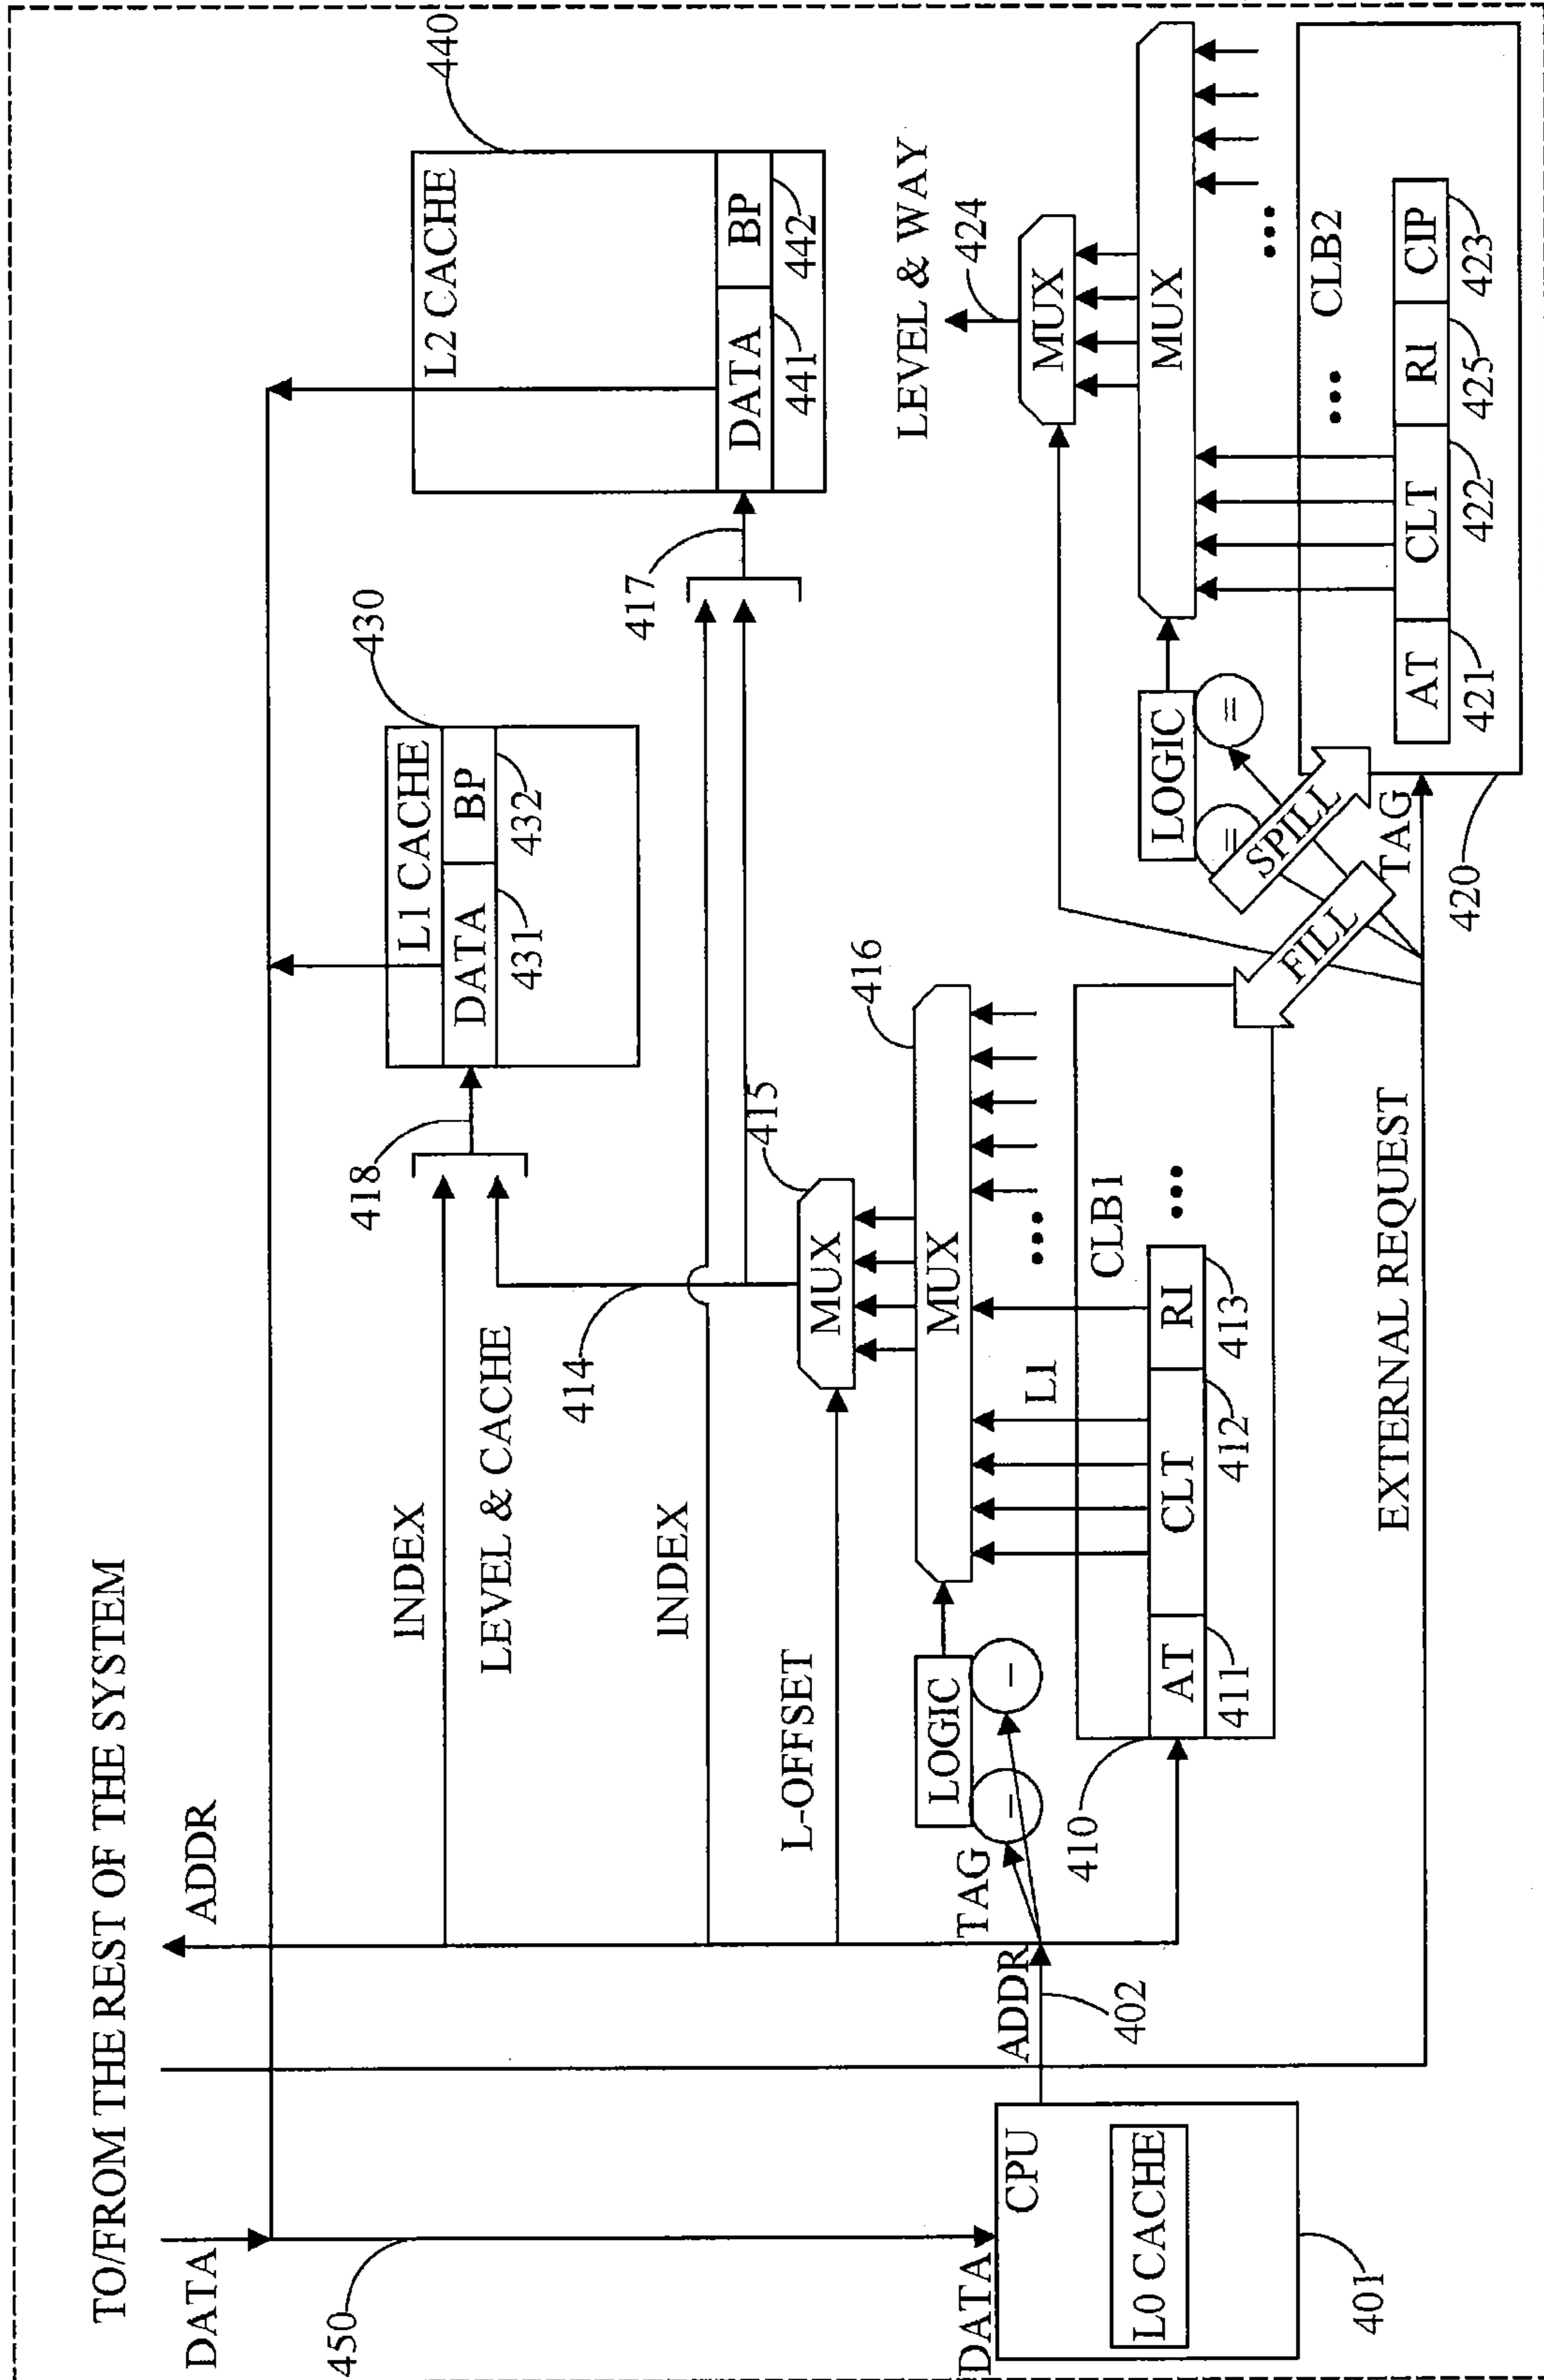 TO/FROM THE REST OF THE SYSTEM
DATA
ADDR
450
INDEX
LEVEL & CACHE
418
L1 CACHE
430
DATA
BP
431
432
L2 CACHE
440
DATA
BP
441
442
417
INDEX
414
L-OFFSET
MUX
415
MUX
416
LOGIC
=
–
TAG
L1
CLB1
•••
•••
410
AT
CLT
RI
411
412
413
DATA
CPU
L0 CACHE
401
ADDR
402
EXTERNAL REQUEST
FILL
SPILL
TAG
420
LEVEL & WAY
424
MUX
MUX
LOGIC
=
=
•••
•••
CLB2
AT
CLT
RI
CIP
421
422
425
423